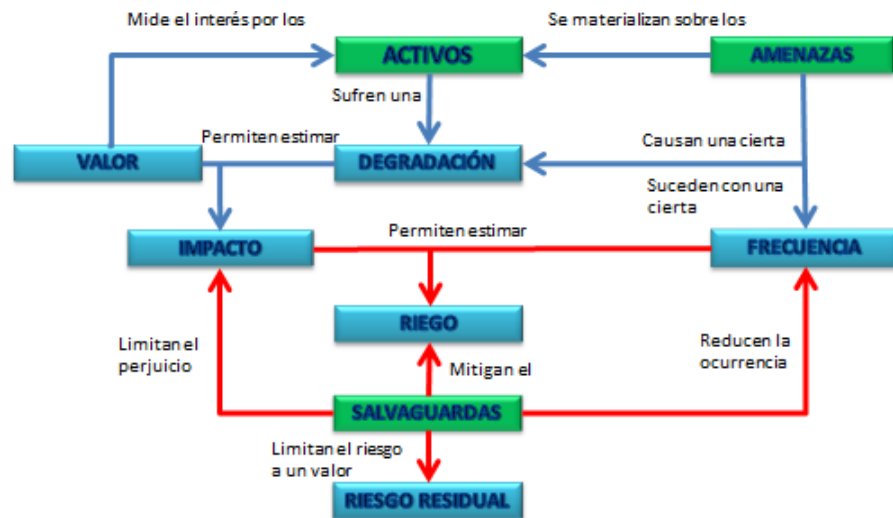 Mide el interés por los
Se materializan sobre los
ACTIVOS
AMENAZAS
Sufren una
Permiten estimar
Causan una cierta
VALOR
DEGRADACIÓN
Suceden con una
cierta
Permiten estimar
IMPACTO
FRECUENCIA
RIEGO
Limitan el
perjuicio
Reducen la
ocurrencia
Mitigan el
SALVAGUARDAS
Limitan el riesgo
a un valor
RIESGO RESIDUAL